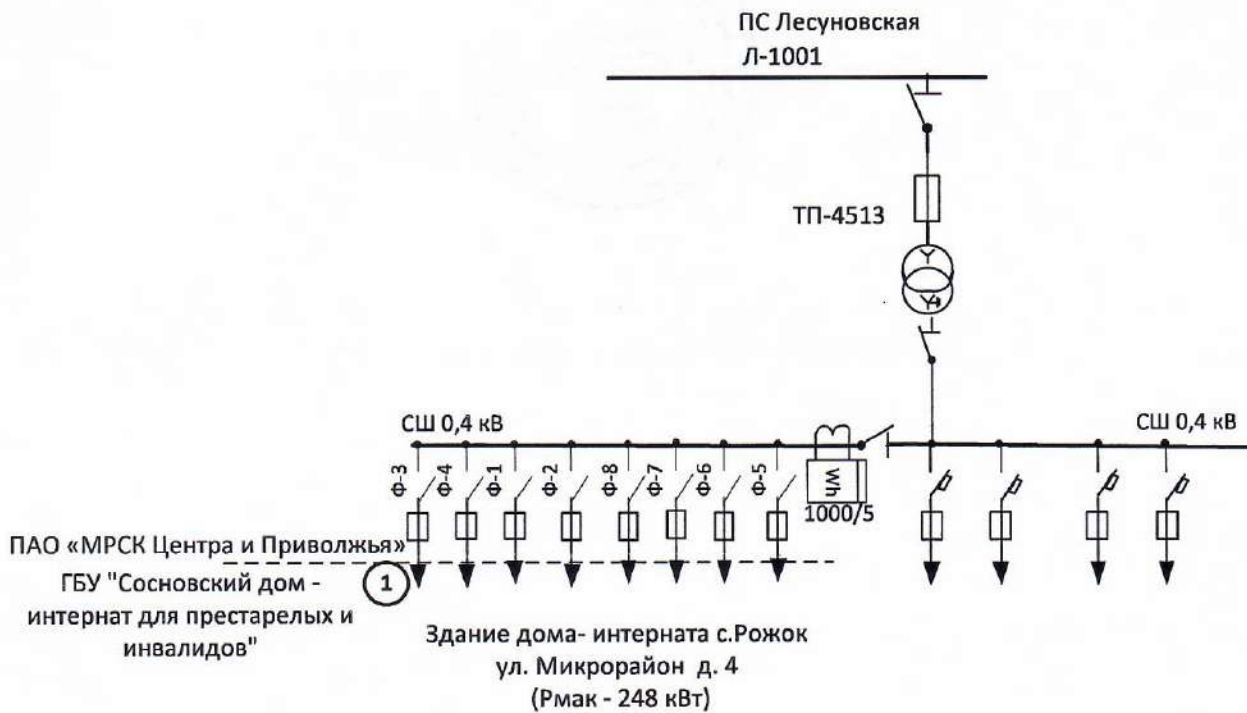 ПС Лесуновская
Л-1001
ТП-4513
СШ 0,4 кВ
СШ 0,4 кВ
Ф-3
Ф-4
Ф-1
Ф-2
Ф-8
Ф-7
Ф-6
Ф-5
Wh
1000/5
ПАО «МРСК Центра и Приволжья»
ГБУ "Сосновский дом -
интернат для престарелых и
инвалидов"
1
Здание дома- интерната с.Рожок
ул. Микрорайон д. 4
(Рмак - 248 кВт)